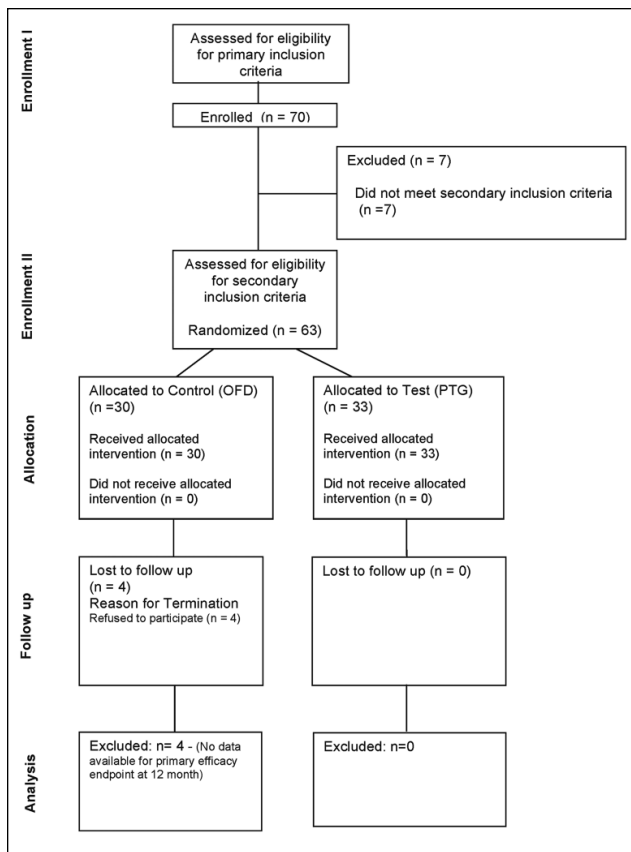 Enrollment I
Assessed for eligibility
for primary inclusion
criteria
Enrolled (n = 70)
Excluded (n = 7)
Did not meet secondary inclusion criteria
(n =7)
Enrollment II
Assessed for eligibility
for secondary
inclusion criteria
Randomized (n = 63)
Allocation
Allocated to Control (OFD)
(n =30)
Received allocated
intervention (n = 30)
Did not receive allocated
intervention (n = 0)
Allocated to Test (PTG)
(n = 33)
Received allocated
intervention (n = 33)
Did not receive allocated
intervention (n = 0)
Follow up
Lost to follow up
(n = 4)
Reason for Termination
Refused to participate (n = 4)
Lost to follow up (n = 0)
Analysis
Excluded: n= 4 - (No data
available for primary efficacy
endpoint at 12 month)
Excluded: n=0